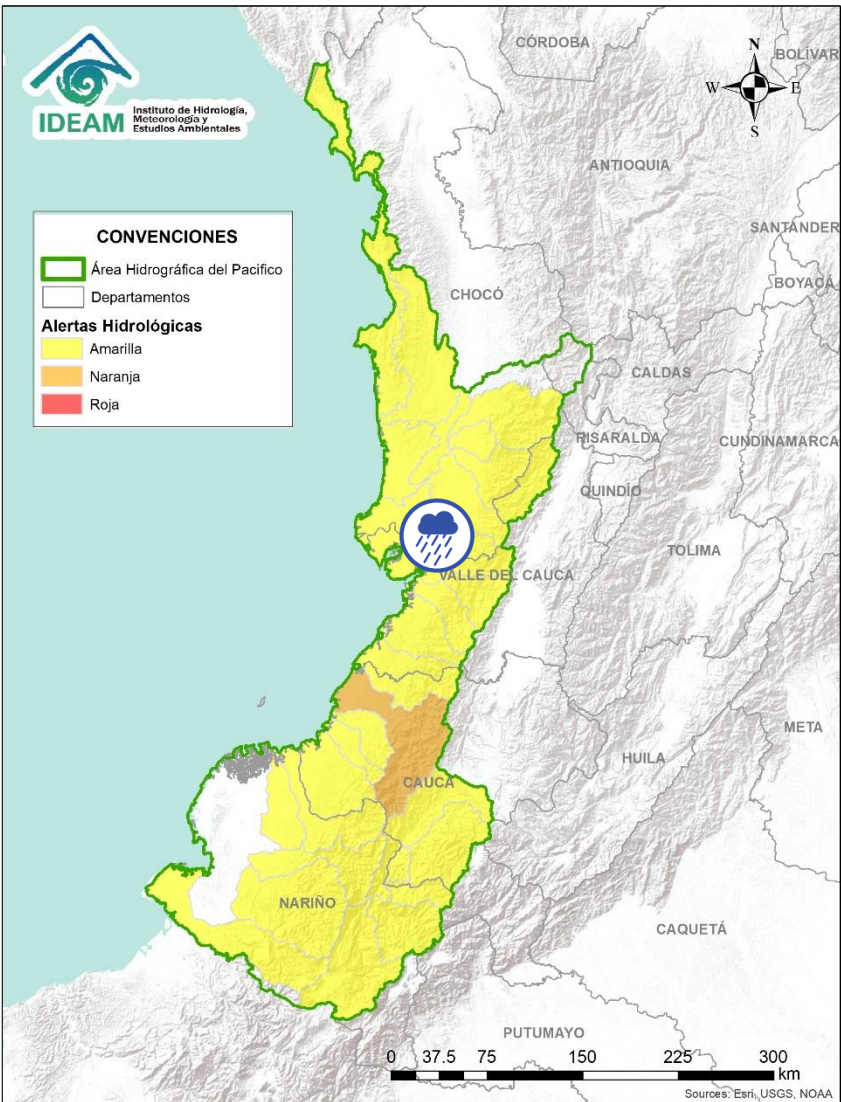 IDEAM
Instituto de Hidrología,
Meteorología y
Estudios Ambientales
CÓRDOBA
BOLÍVAR
N
W
E
S
ANTIOQUIA
SANTANDER
BOYACÁ
CONVENCIONES
Área Hidrográfica del Pacifico
Departamentos
Alertas Hidrológicas
Amarilla
Naranja
Roja
CHOCÓ
CALDAS
RISARALDA
CUNDINAMARCA
QUINDÍO
TOLIMA
VALLE DEL CAUCA
META
HUILA
CAUCA
NARIÑO
CAQUETÁ
PUTUMAYO
0 37.5 75 150 225 300
km
Sources: Esri, USGS, NOAA